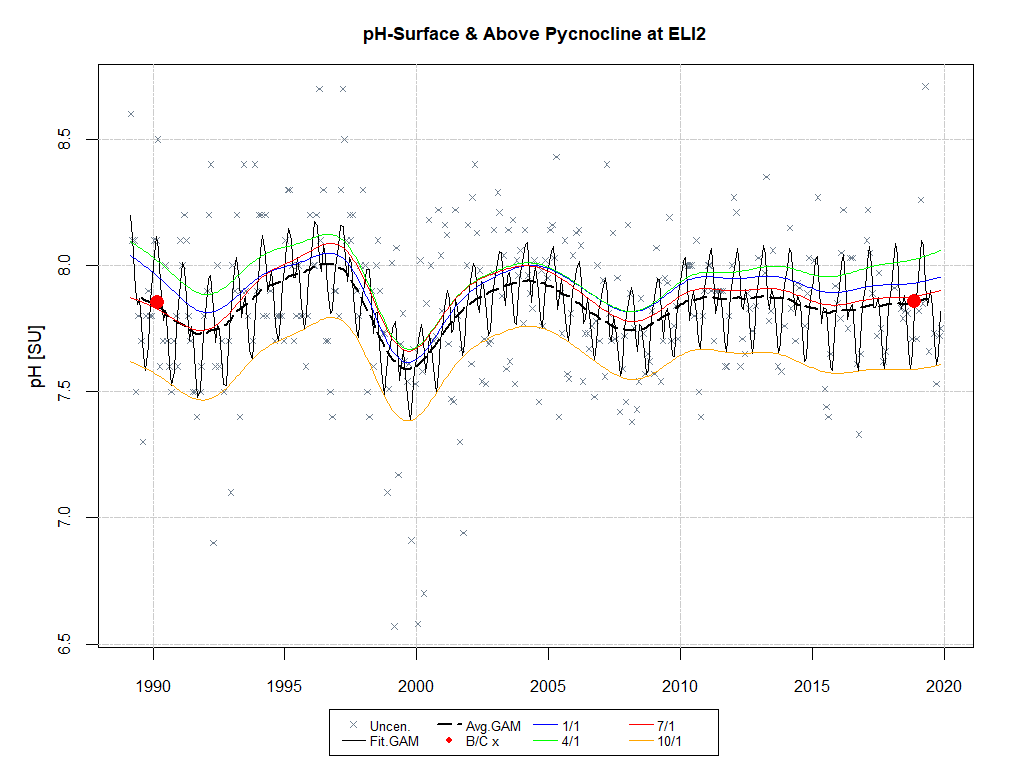 pH-Surface & Above Pycnocline at ELI2
8.5
8.0
7.5
7.0
6.5
pH [SU]
1990 1995 2000 2005 2010 2015 2020
Uncen. Avg.GAM 1/1 7/1
Fit.GAM B/C x 4/1 10/1